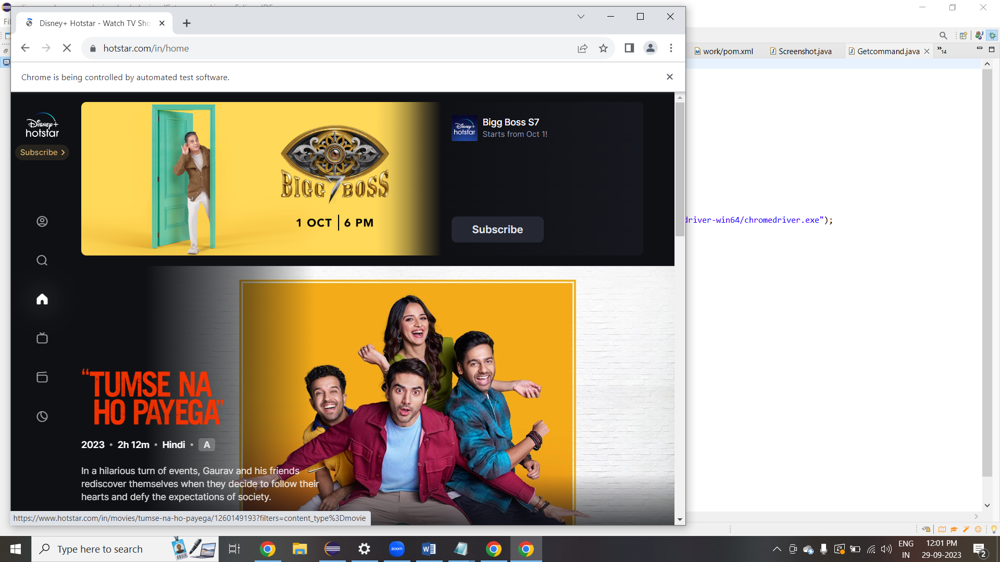 Disney+ Hotstar - Watch TV Sho
hotstar.com/in/home
Chrome is being controlled by automated test software.
work/pom.xml
Screenshot.java
Getcommand.java
14
Disney+
hotstar
Subscribe
BIGG 7 BOSS
1 OCT | 6 PM
Disney+
hotstar
Bigg Boss S7
Starts from Oct 1!
Subscribe
driver-win64/chromedriver.exe");
"TUMSE NA
HO PAYEGA"
2023 • 2h 12m • Hindi • A
In a hilarious turn of events, Gaurav and his friends
rediscover themselves when they decide to follow their
hearts and defy the expectations of society.
https://www.hotstar.com/in/movies/tumse-na-ho-payega/1260149193?filters=content_type%3Dmovie
Type here to search
zoom
ENG
IN
12:01 PM
29-09-2023
2